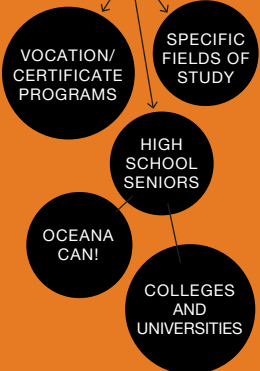 VOCATION/
CERTIFICATE
PROGRAMS
SPECIFIC
FIELDS OF
STUDY
HIGH
SCHOOL
SENIORS
OCEANA
CAN!
COLLEGES
AND
UNIVERSITIES